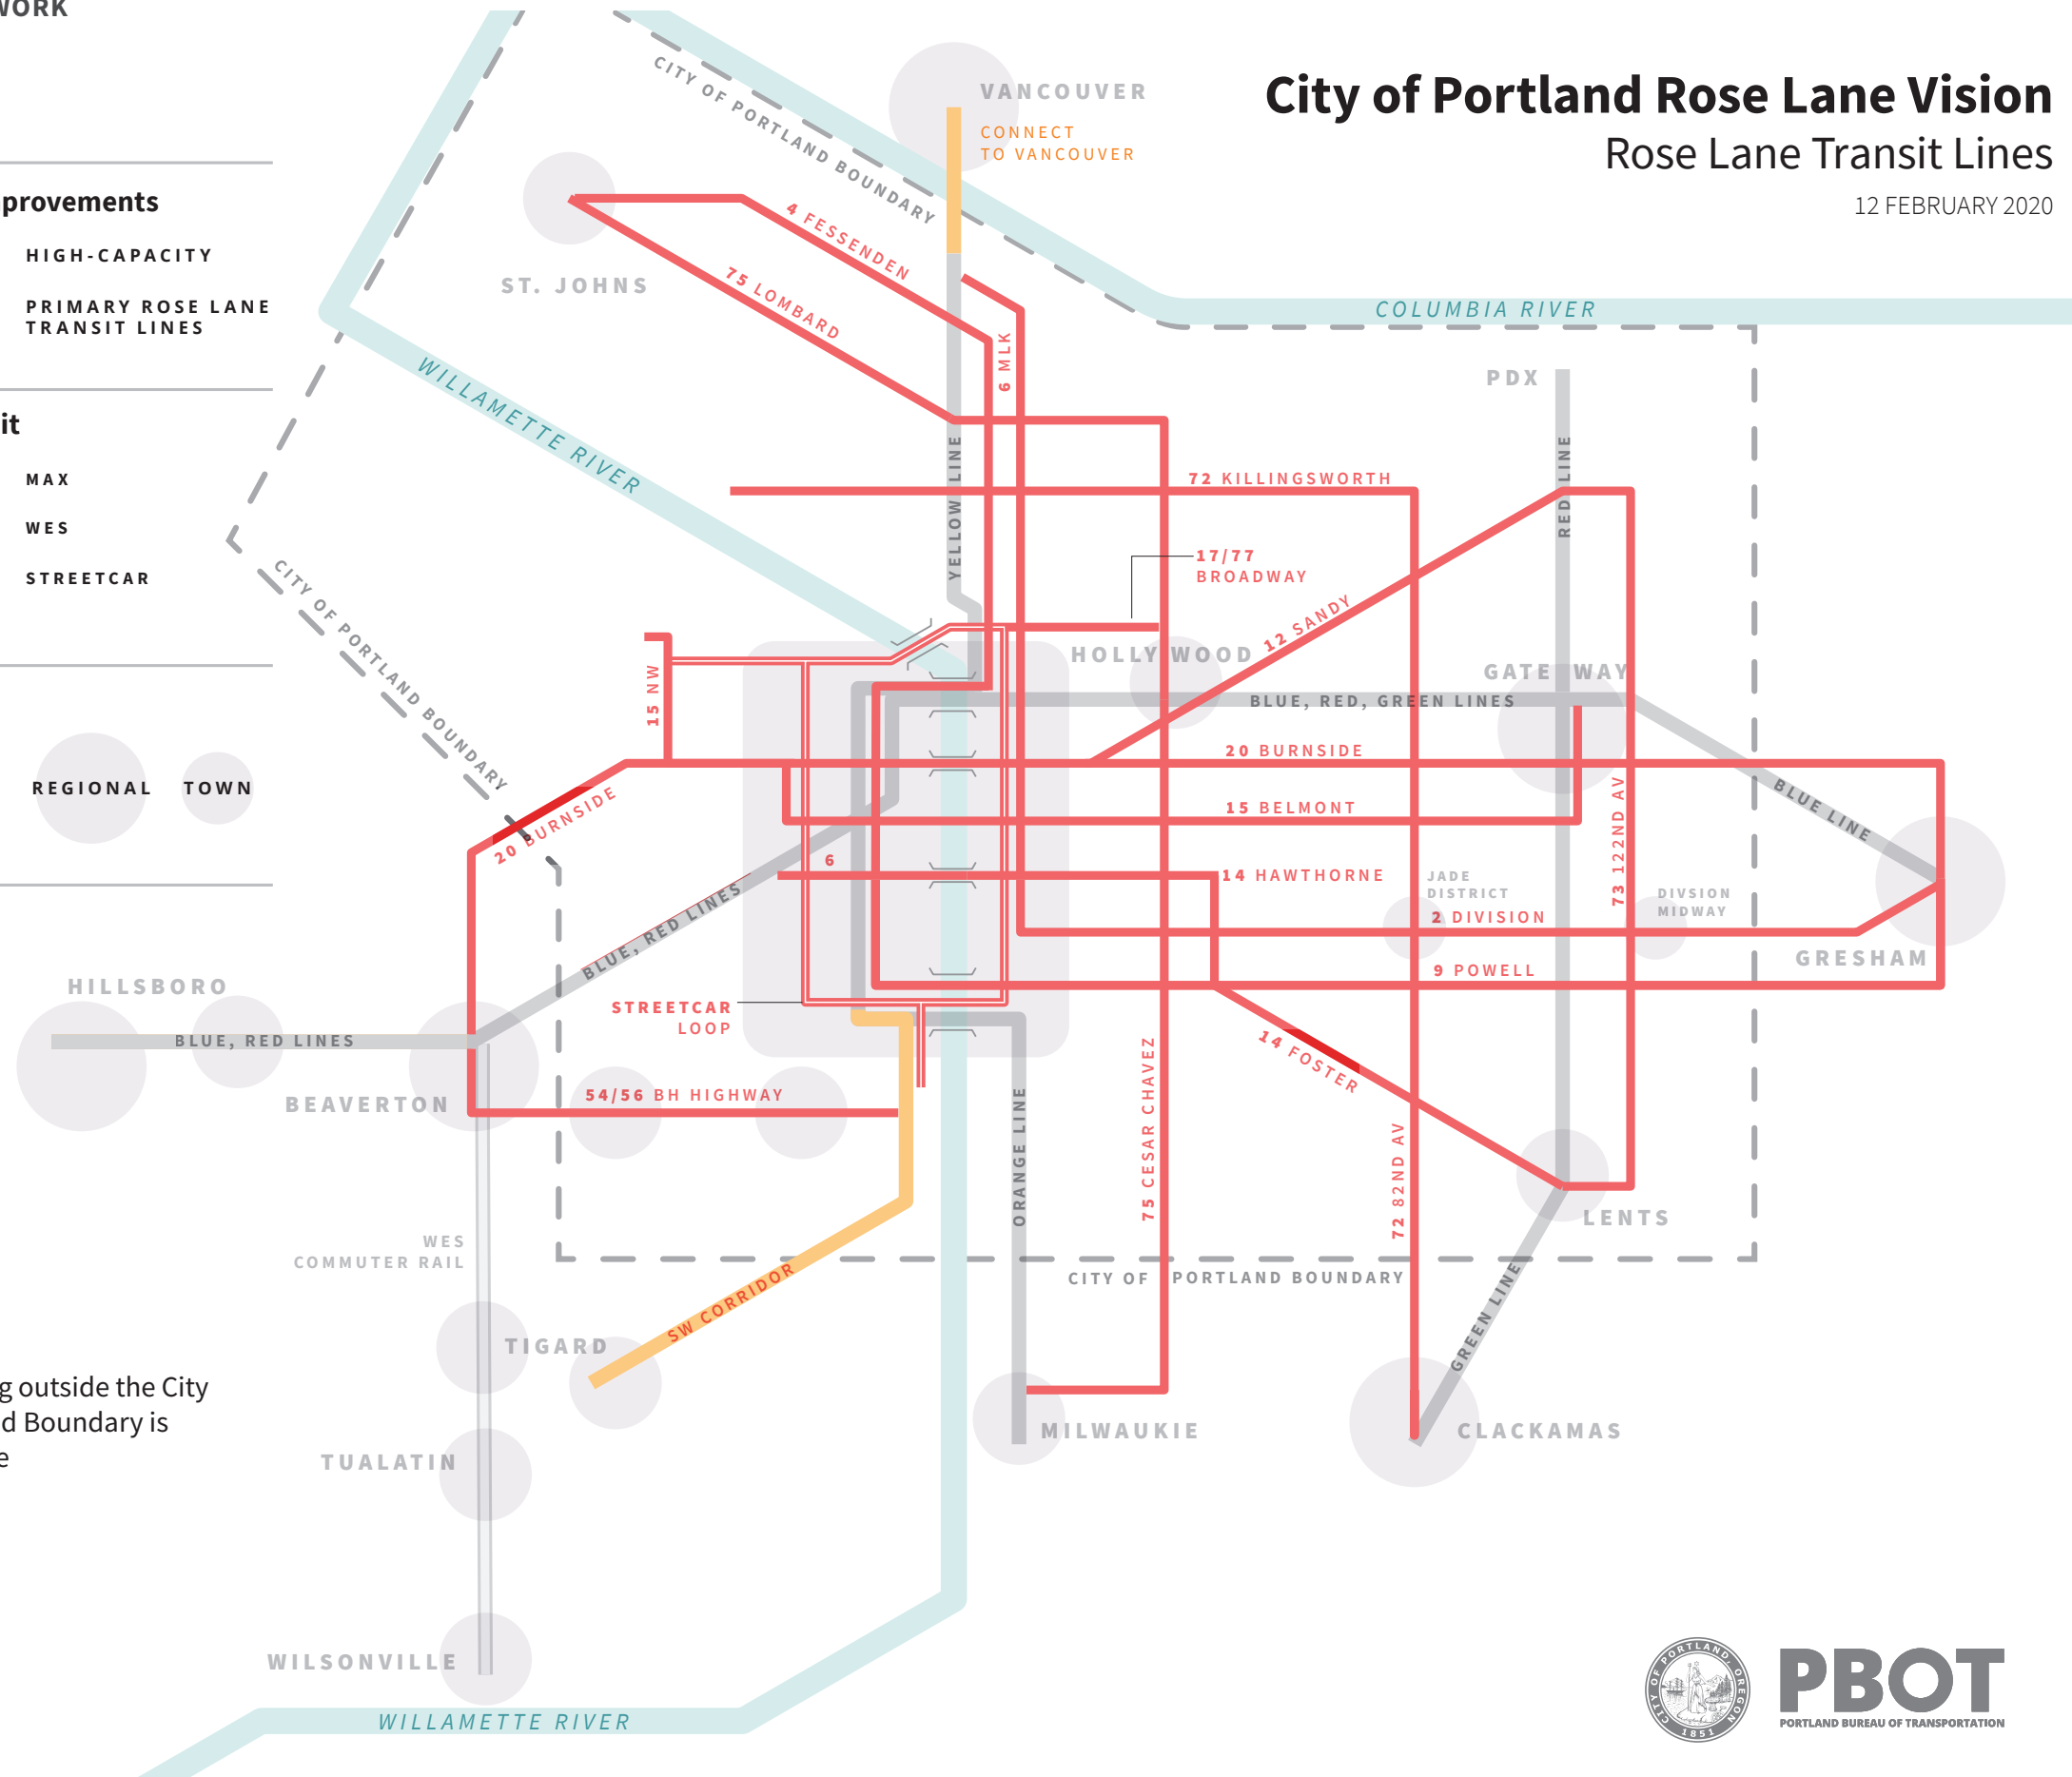 WORK
City of Portland Rose Lane Vision
Rose Lane Transit Lines
12 FEBRUARY 2020
provements
HIGH-CAPACITY
PRIMARY ROSE LANE
TRANSIT LINES
it
MAX
WES
STREETCAR
REGIONAL
TOWN
g outside the City
d Boundary is
e
CITY OF PORTLAND BOUNDARY
VANCOUVER
CONNECT
TO VANCOUVER
ST. JOHNS
4 FESSENDEN
75 LOMBARD
6 MLK
COLUMBIA RIVER
WILLAMETTE RIVER
PDX
RED LINE
YELLOW LINE
72 KILLINGSWORTH
17/77
BROADWAY
12 SANDY
CITY OF PORTLAND BOUNDARY
15 NW
HOLLYWOOD
GATEWAY
BLUE, RED, GREEN LINES
20 BURNSIDE
15 BELMONT
BLUE LINE
73 122ND AV
20 BURNSIDE
6
14 HAWTHORNE
JADE
DISTRICT
DIVSION
MIDWAY
2 DIVISION
BLUE, RED LINES
GRESHAM
9 POWELL
HILLSBORO
STREETCAR
LOOP
BLUE, RED LINES
14 FOSTER
BEAVERTON
54/56 BH HIGHWAY
ORANGE LINE
75 CESAR CHAVEZ
72 82ND AV
LENTS
WES
COMMUTER RAIL
CITY OF PORTLAND BOUNDARY
SW CORRIDOR
GREEN LINE
TIGARD
MILWAUKIE
CLACKAMAS
TUALATIN
WILSONVILLE
WILLAMETTE RIVER
CITY OF PORTLAND, OREGON
1851
PBOT
PORTLAND BUREAU OF TRANSPORTATION